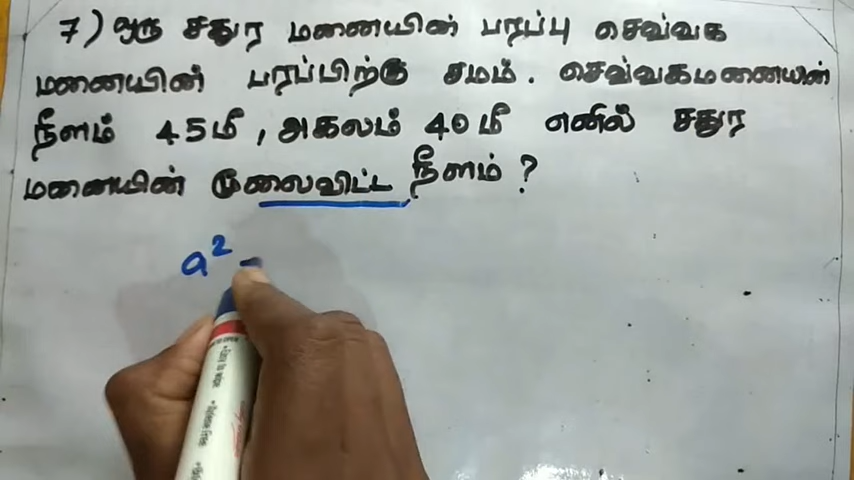 7) ஒரு சதுர மனையின் பரப்பு செவ்வக
மனையின் பரப்பிற்கு சமம். செவ்வகமனையின்
நீளம் 45மீ, அகலம் 40மீ எனில் சதுர
மனையின் மூலைவிட்ட நீளம்?
a² =